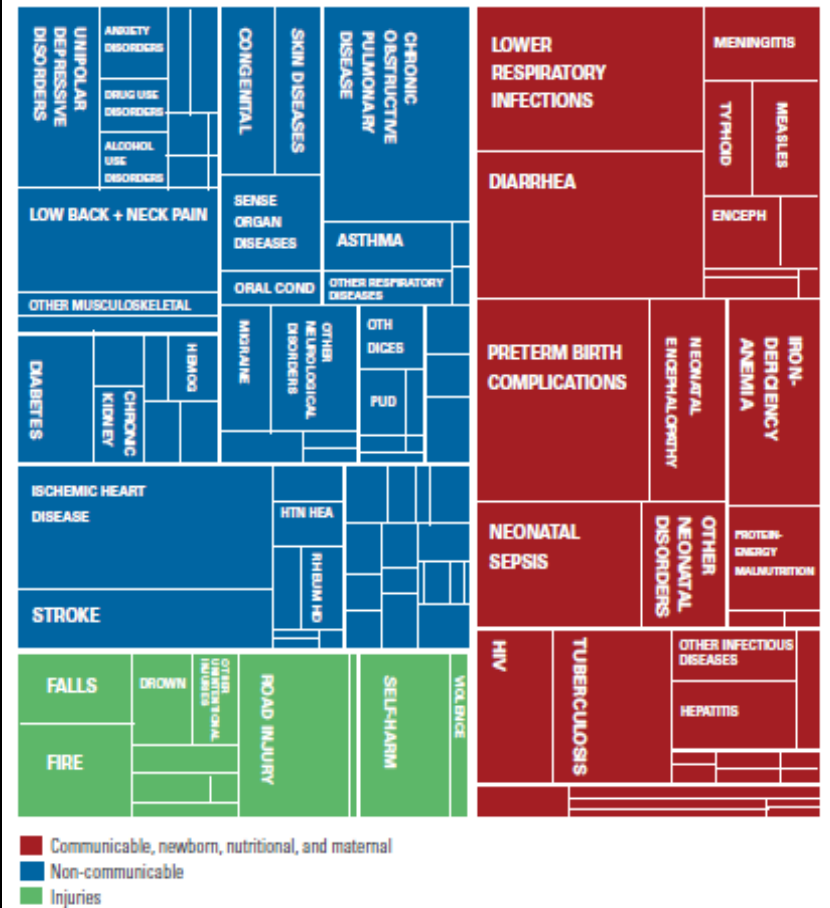 UNIPOLAR
DEPRESSIVE
DISORDERS
ANXIETY
DISORDERS
DRUG USE
DISORDERS
ALCOHOL
USE
DISORDERS
LOW BACK + NECK PAIN
OTHER MUSCULOSKELETAL
CONGENITAL
SKIN DISEASES
SENSE
ORGAN
DISEASES
ORAL COND
CHRONIC
OBSTRUCTIVE
PULMONARY
DISEASE
ASTHMA
OTHER RESPIRATORY
DISEASES
DIABETES
CHRONIC
KIDNEY
HEMOG
MIGRAINE
OTHER
NEUROLOGICAL
DISORDERS
OTH
DICES
PUD
ISCHEMIC HEART
DISEASE
STROKE
HTN HEA
RHEUM HD
FALLS
FIRE
DROWN
OTHER
UNINTENTIONAL
INJURIES
ROAD INJURY
SELF-HARM
VIOLENCE
LOWER
RESPIRATORY
INFECTIONS
DIARRHEA
MENINGITIS
TYPHOID
MEASLES
ENCEPH
PRETERM BIRTH
COMPLICATIONS
NEONATAL
ENCEPHALOPATHY
IRON-
DERCIENCY
ANEMIA
NEONATAL
SEPSIS
OTHER
NEONATAL
DISORDERS
PROTEIN-
ENERGY
MALNUTRITION
HIV
TUBERCULOSIS
OTHER INFECTIOUS
DISEASES
HEPATITIS
Communicable, newborn, nutritional, and maternal
Non-communicable
Injuries